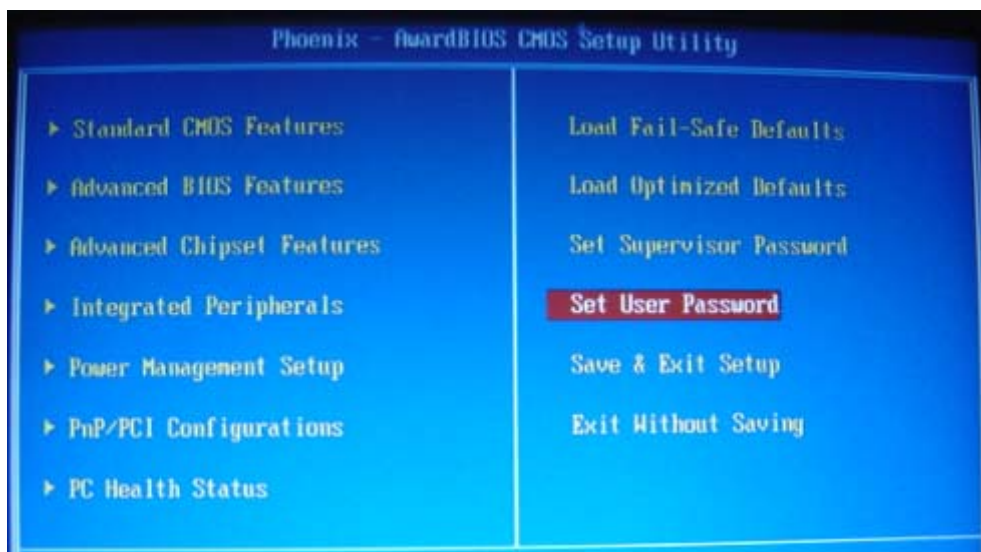 Phoenix - AwardBIOS CMOS Setup Utility
▶ Standard CMOS Features
▶ Advanced BIOS Features
▶ Advanced Chipset Features
▶ Integrated Peripherals
▶ Power Management Setup
▶ PnP/PCI Configurations
▶ PC Health Status
Load Fail-Safe Defaults
Load Optimized Defaults
Set Supervisor Password
Set User Password
Save & Exit Setup
Exit Without Saving